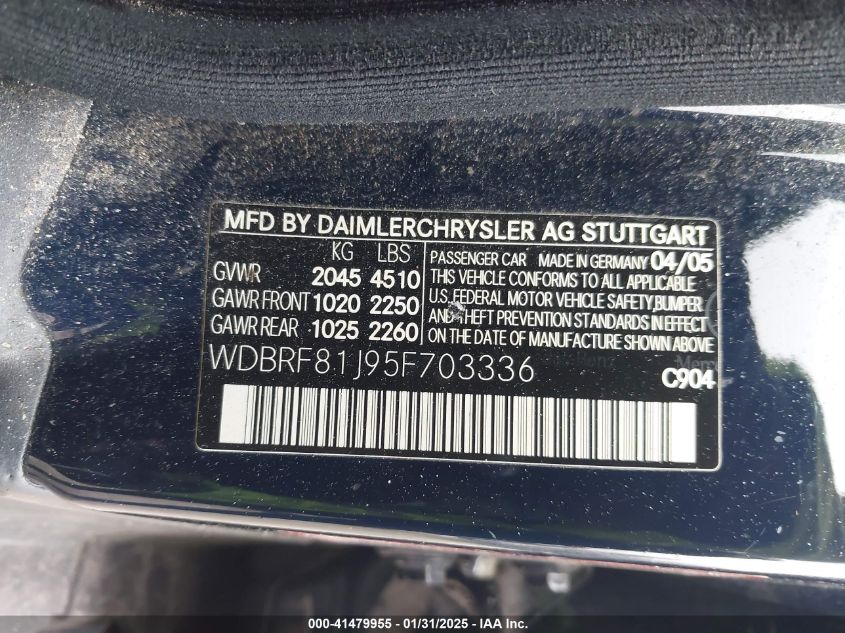 MFD BY DAIMLERCHRYSLER AG STUTTGART
KG LBS
GVWR 2045 4510
GAWR FRONT 1020 2250
GAWR REAR 1025 2260
PASSENGER CAR MADE IN GERMANY 04/05
THIS VEHICLE CONFORMS TO ALL APPLICABLE
U.S. FEDERAL MOTOR VEHICLE SAFETY, BUMPER
AND THEFT PREVENTION STANDARDS IN EFFECT
ON THE DATE OF MANUFACTURE SHOWN ABOVE
WDBRF81J95F703336
C904
000-41479955 - 01/31/2025 - IAAI.COM